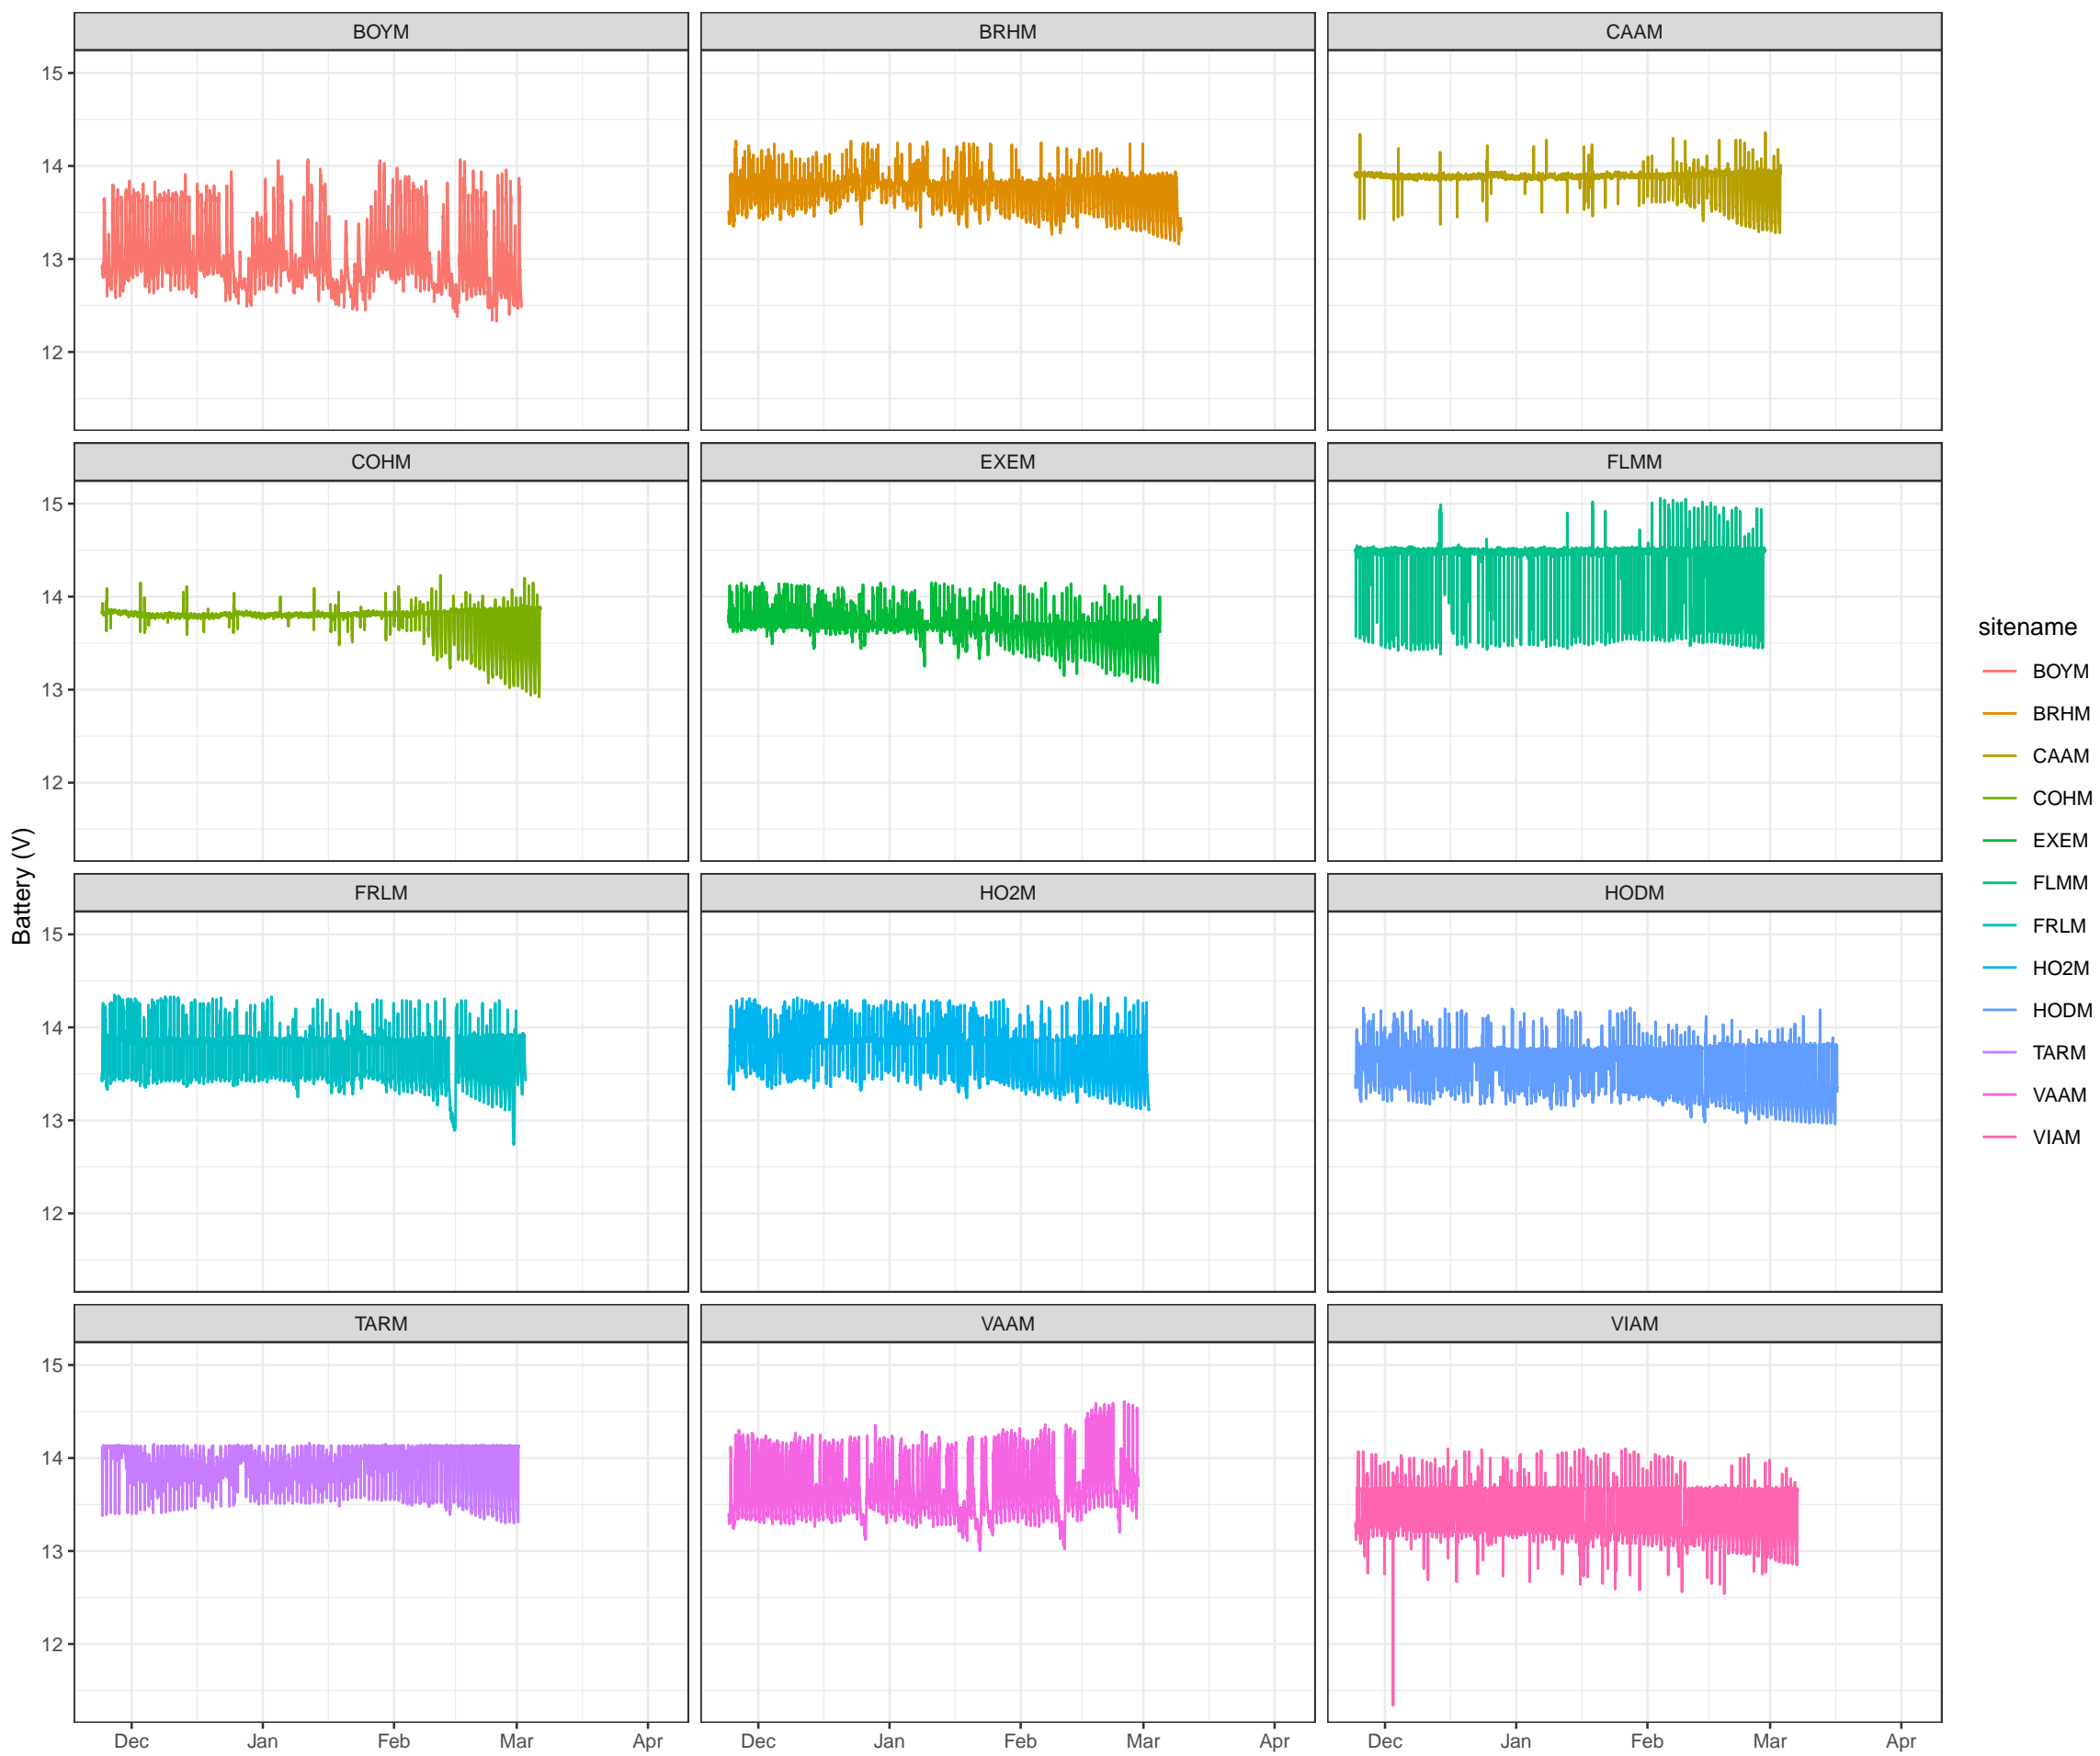 BOYM BRHM CAAM
15
14
13
12
COHM EXEM FLMM
15
14
13
12
Battery (V)
FRLM HO2M HODM
15
14
13
12
TARM VAAM VIAM
15
14
13
12
Dec Jan Feb Mar Apr Dec Jan Feb Mar Apr Dec Jan Feb Mar Apr
sitename
BOYM
BRHM
CAAM
COHM
EXEM
FLMM
FRLM
HO2M
HODM
TARM
VAAM
VIAM